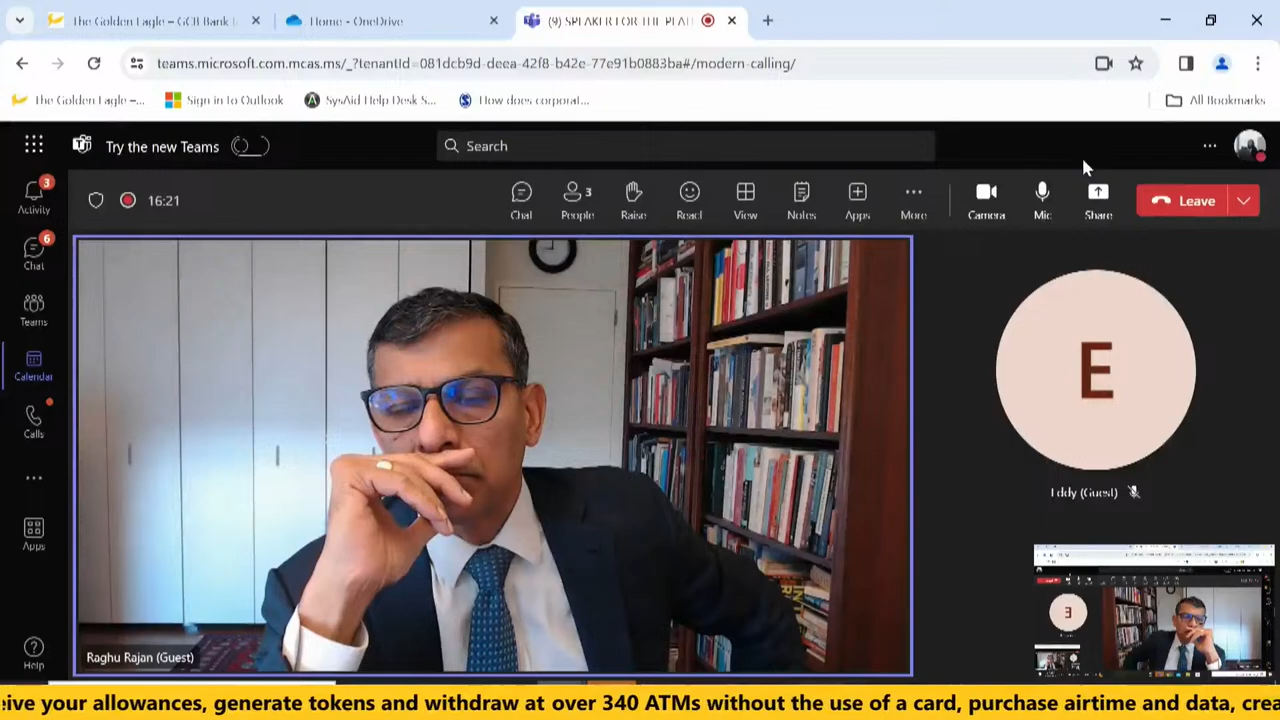 The Golden Eagle – GCB Bank L
Home - OneDrive
(9) SPEAKER FOR THE PLAT
teams.microsoft.com.mcas.ms/_?tenantId=081dcb9d-deea-42f8-b42e-77e91b0883ba#/modern-calling/
The Golden Eagle –...
Sign in to Outlook
SysAid Help Desk S...
How does corporat...
All Bookmarks
Try the new Teams
Search
Activity
3
Chat
6
Teams
Calendar
Calls
Apps
Help
16:21
Chat
People
3
Raise
React
View
Notes
Apps
More
Camera
Mic
Share
Leave
E
Eddy (Guest)
Raghu Rajan (Guest)
eive your allowances, generate tokens and withdraw at over 340 ATMs without the use of a card, purchase airtime and data, crea